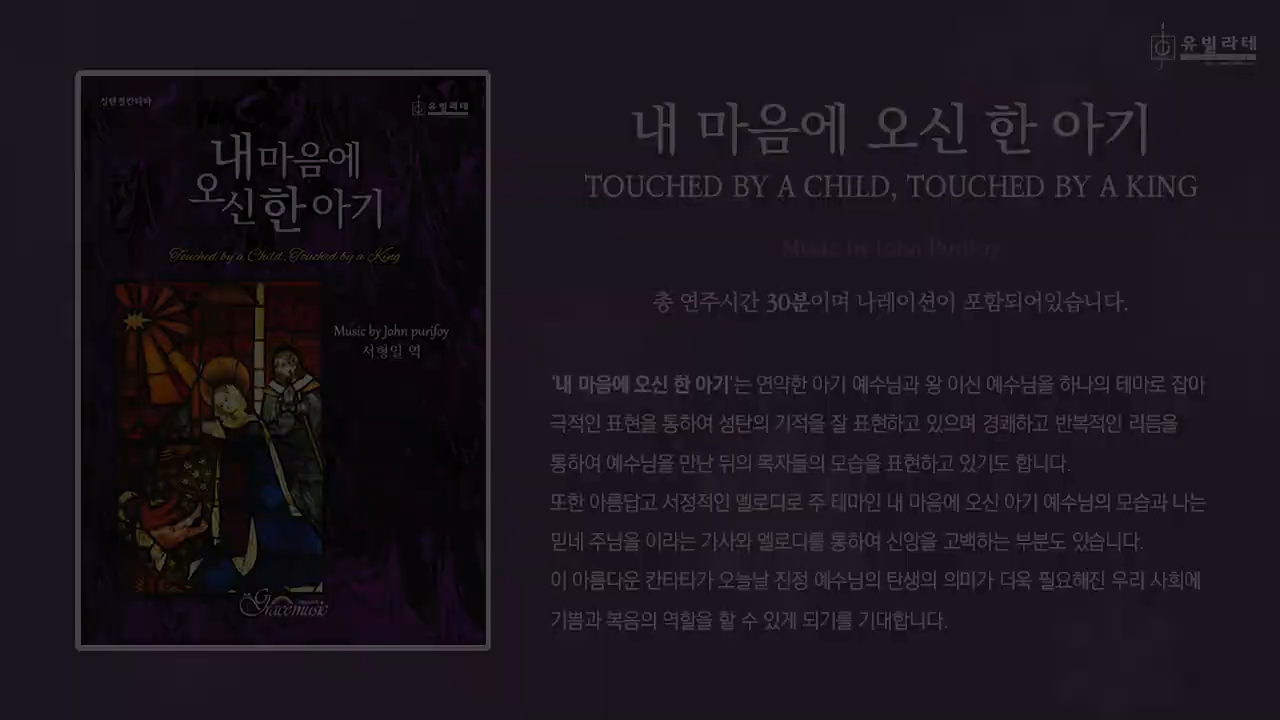 유빌라테
성탄절칸타타
유빌라테
내마음에
오신한아기
Touched by a Child, Touched by a King
Music by John purifoy
서형일 역
Gracemusic
내 마음에 오신 한 아기
TOUCHED BY A CHILD, TOUCHED BY A KING
Music by John Purifoy
총 연주시간 30분이며 나레이션이 포함되어있습니다.
'내 마음에 오신 한 아기'는 연약한 아기 예수님과 왕 이신 예수님을 하나의 테마로 잡아
극적인 표현을 통하여 성탄의 기적을 잘 표현하고 있으며 경쾌하고 반복적인 리듬을
통하여 예수님을 만난 뒤의 목자들의 모습을 표현하고 있기도 합니다.
또한 아름답고 서정적인 멜로디로 주 테마인 내 마음에 오신 아기 예수님의 모습과 나는
믿네 주님을 이라는 가사와 멜로디를 통하여 신앙을 고백하는 부분도 있습니다.
이 아름다운 칸타타가 오늘날 진정 예수님의 탄생의 의미가 더욱 필요해진 우리 사회에
기쁨과 복음의 역할을 할 수 있게 되기를 기대합니다.